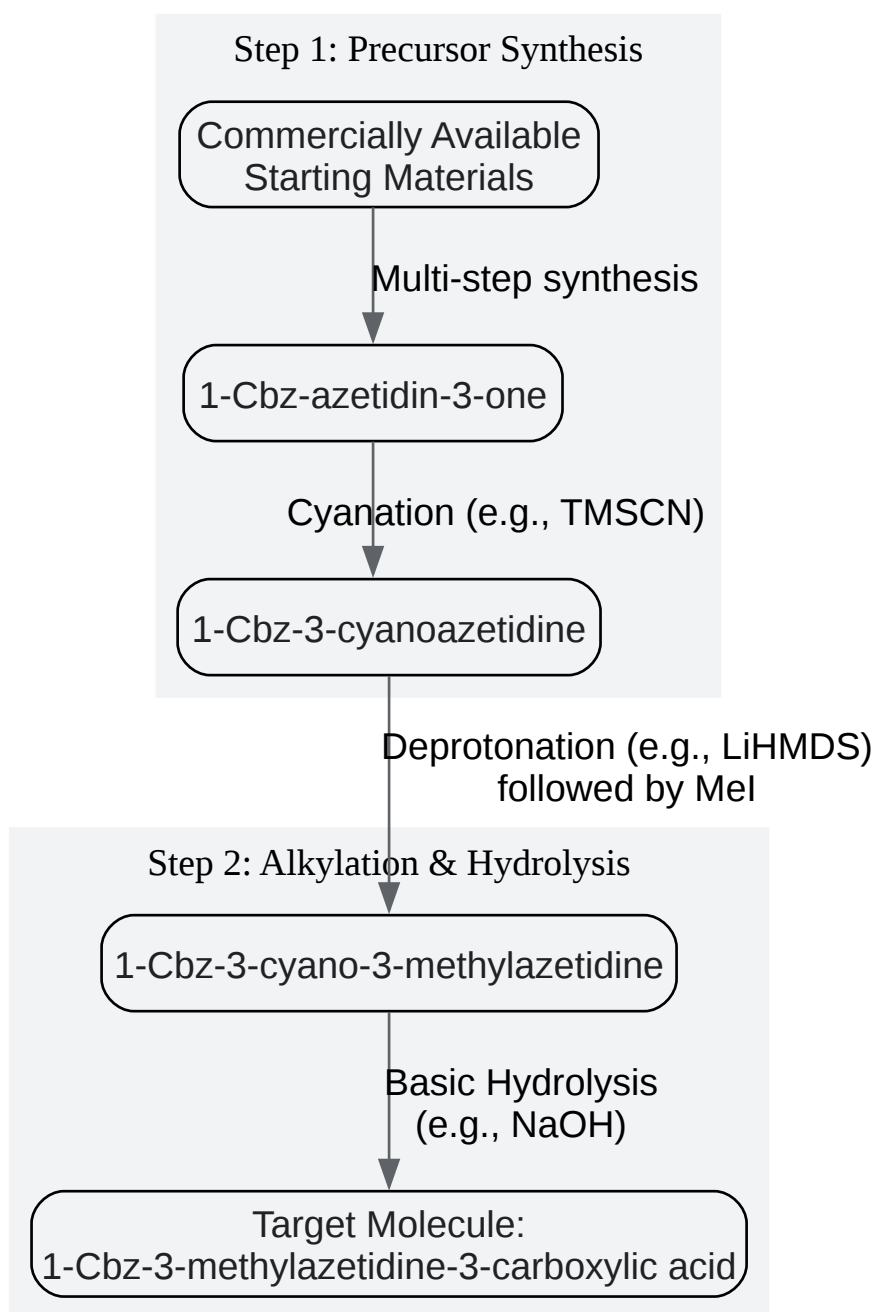 Step 1: Precursor Synthesis
Commercially Available
Starting Materials
Multi-step synthesis
1-Cbz-azetidin-3-one
Cyanation (e.g., TMSCN)
1-Cbz-3-cyanoazetidine
Deprotonation (e.g., LiHMDS)
followed by MeI
Step 2: Alkylation & Hydrolysis
1-Cbz-3-cyano-3-methylazetidine
Basic Hydrolysis
(e.g., NaOH)
Target Molecule:
1-Cbz-3-methylazetidine-3-carboxylic acid